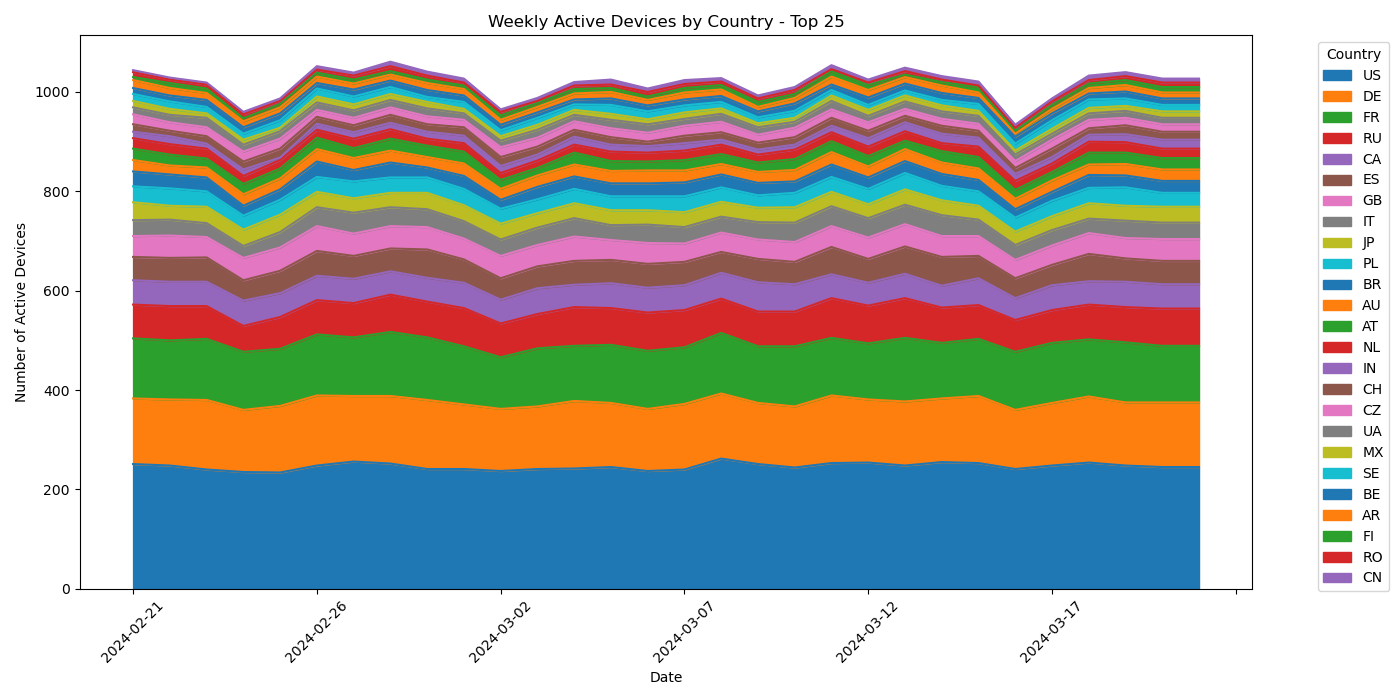 Weekly Active Devices by Country - Top 25
Number of Active Devices
1000
800
600
400
200
0
2024-02-21
2024-02-26
2024-03-02
2024-03-07
2024-03-12
2024-03-17
Date
Country
US
DE
FR
RU
CA
ES
GB
IT
JP
PL
BR
AU
AT
NL
IN
CH
CZ
UA
MX
SE
BE
AR
FI
RO
CN